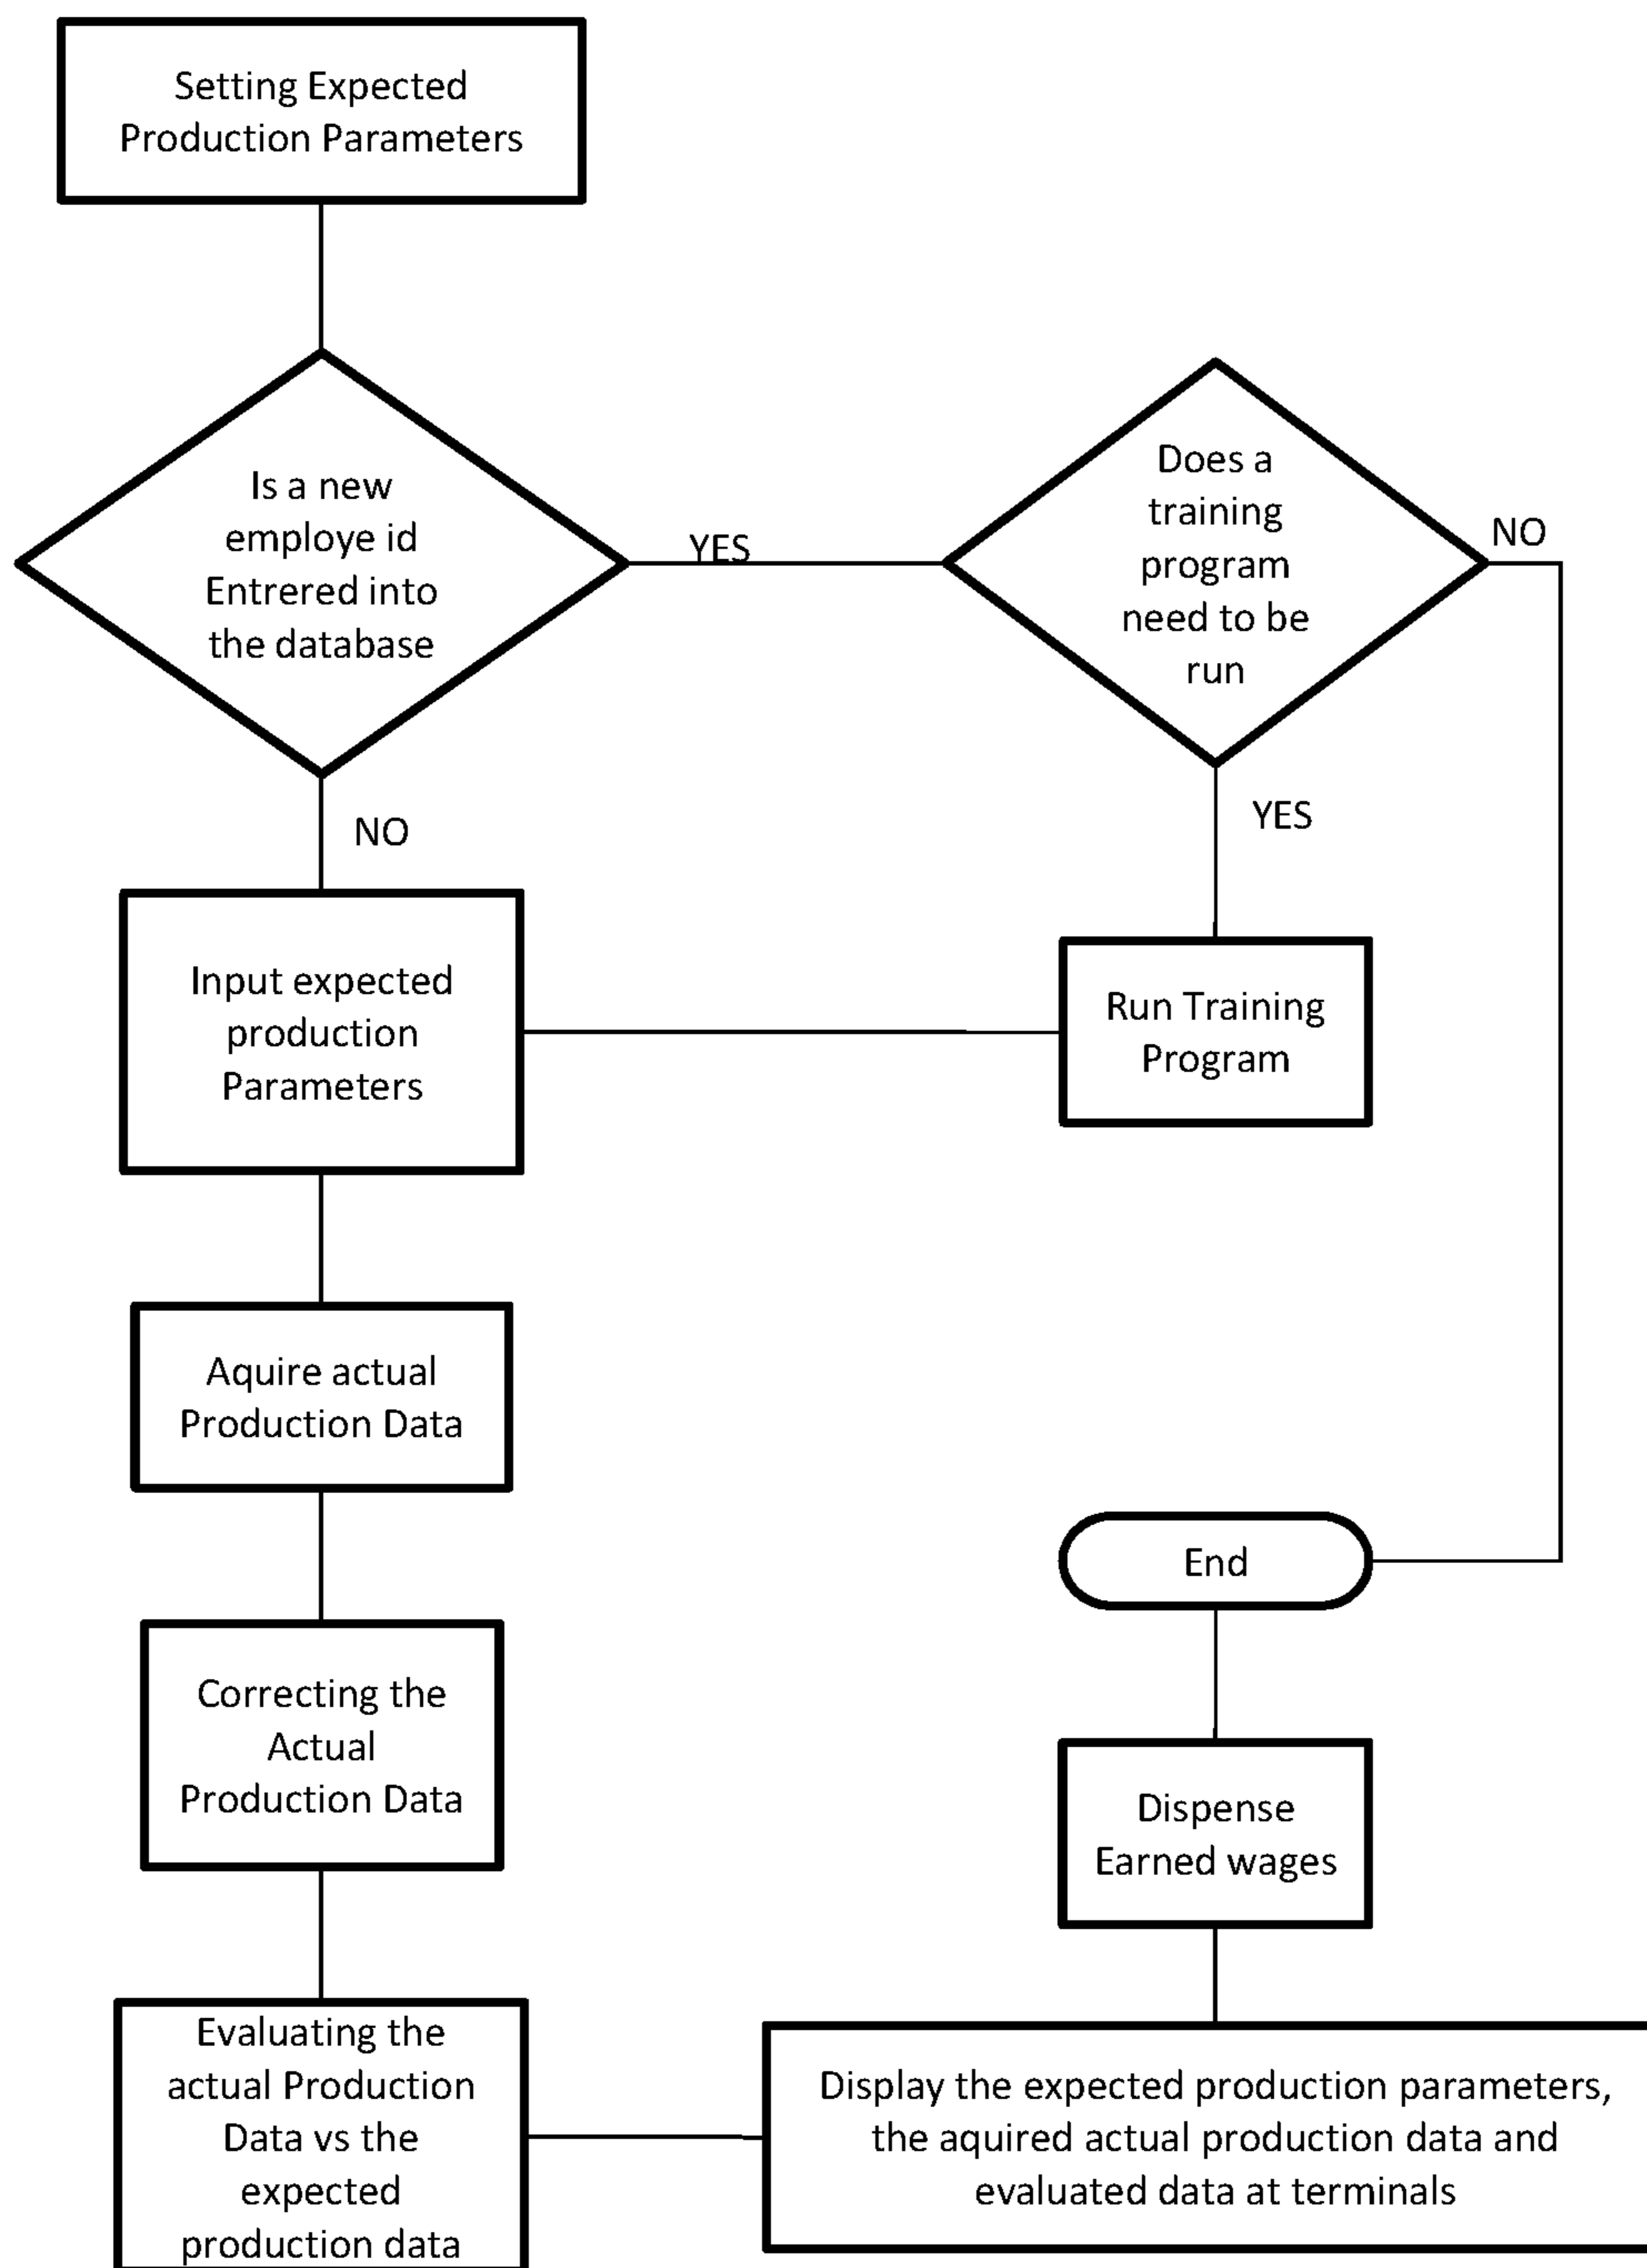 Setting Expected
Production Parameters
Is a new
employe id
Entrered into
the database
YES
Does a
training
program
need to be
run
NO
NO
YES
Input expected
production
Parameters
Run Training
Program
Aquire actual
Production Data
End
Correcting the
Actual
Production Data
Dispense
Earned wages
Evaluating the
actual Production
Data vs the
expected
production data
Display the expected production parameters,
the aquired actual production data and
evaluated data at terminals